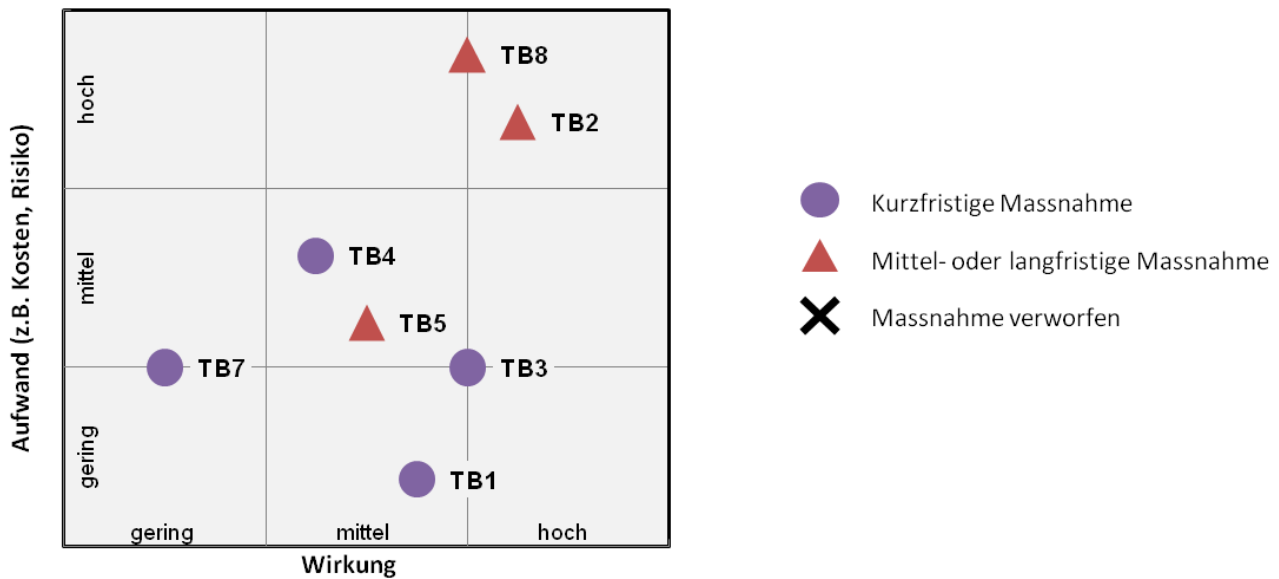 Aufwand (z.B. Kosten, Risiko)
hoch
mittel
gering
TB8
TB2
TB4
TB5
TB7
TB3
TB1
gering
mittel
hoch
Wirkung
Kurzfristige Massnahme
Mittel- oder langfristige Massnahme
Massnahme verworfen